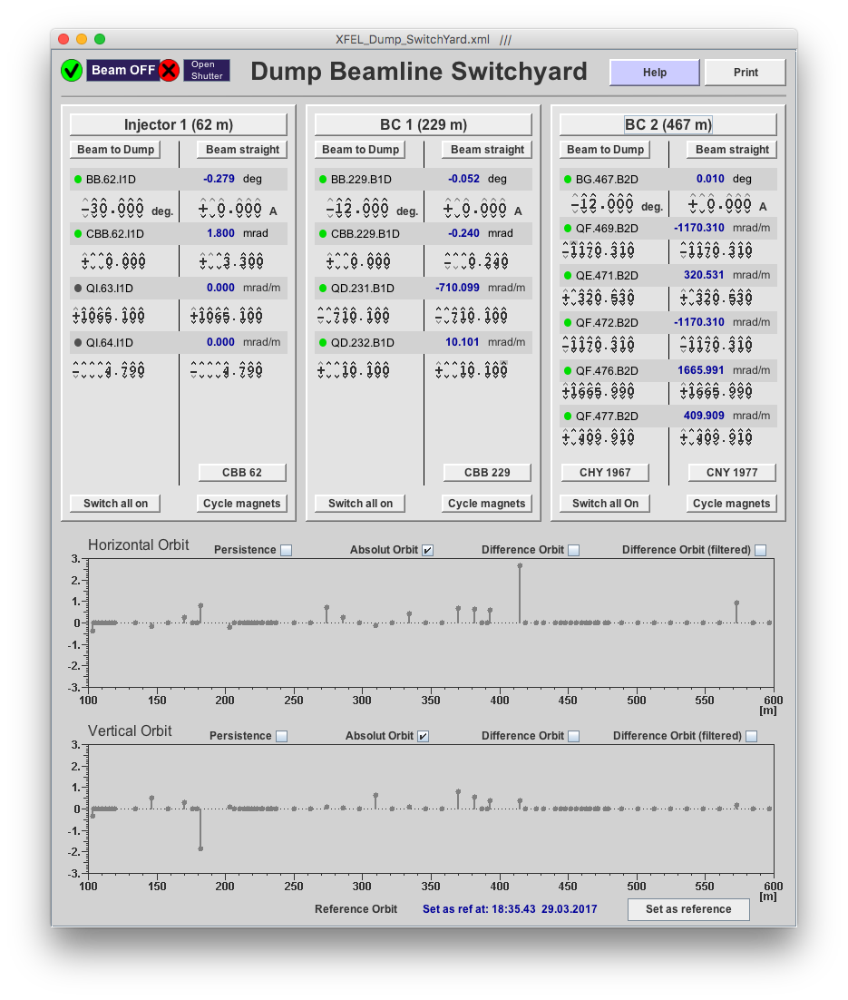 XFEL_Dump_SwitchYard.xml ///
Beam OFF
Open
Shutter
Dump Beamline Switchyard
Help
Print
Injector 1 (62 m)
Beam to Dump
Beam straight
BB.62.I1D -0.279 deg
-30.000 deg. + 0.000 A
CBB.62.I1D 1.800 mrad
+ 0.000 + 3.300
QI.63.I1D 0.000 mrad/m
+1065.100 +1065.100
QI.64.I1D 0.000 mrad/m
- 4.790 - 4.790
CBB 62
Switch all on
Cycle magnets
BC 1 (229 m)
Beam to Dump
Beam straight
BB.229.B1D -0.052 deg
-12.000 deg. + 0.000 A
CBB.229.B1D -0.240 mrad
+ 0.000 - 0.240
QD.231.B1D -710.099 mrad/m
- 710.100 - 710.100
QD.232.B1D 10.101 mrad/m
+ 10.100 + 10.100
CBB 229
Switch all on
Cycle magnets
BC 2 (467 m)
Beam to Dump
Beam straight
BG.467.B2D 0.010 deg
-12.000 deg. + 0.000 A
QF.469.B2D -1170.310 mrad/m
-1170.310 -1170.310
QE.471.B2D 320.531 mrad/m
+ 320.530 + 320.530
QF.472.B2D -1170.310 mrad/m
-1170.310 -1170.310
QF.476.B2D 1665.991 mrad/m
+1665.990 +1665.990
QF.477.B2D 409.909 mrad/m
+ 409.910 + 409.910
CHY 1967
CNY 1977
Switch all On
Cycle magnets
Horizontal Orbit
Persistence
Absolut Orbit
Difference Orbit
Difference Orbit (filtered)
3.
2.
1.
0
-1.
-2.
-3.
100 150 200 250 300 350 400 450 500 550 600
[m]
Vertical Orbit
Persistence
Absolut Orbit
Difference Orbit
Difference Orbit (filtered)
3.
2.
1.
0
-1.
-2.
-3.
100 150 200 250 300 350 400 450 500 550 600
[m]
Reference Orbit
Set as ref at: 18:35.43 29.03.2017
Set as reference